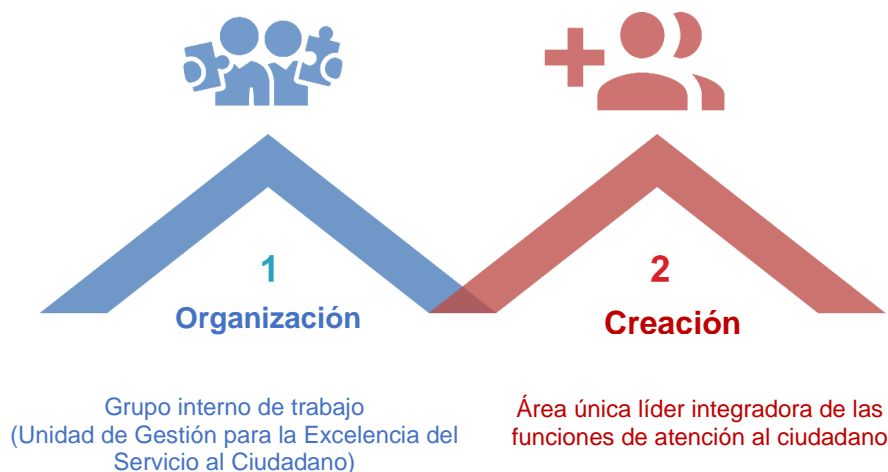 1
Organización
Grupo interno de trabajo
(Unidad de Gestión para la Excelencia del
Servicio al Ciudadano)
2
Creación
Área única líder integradora de las
funciones de atención al ciudadano